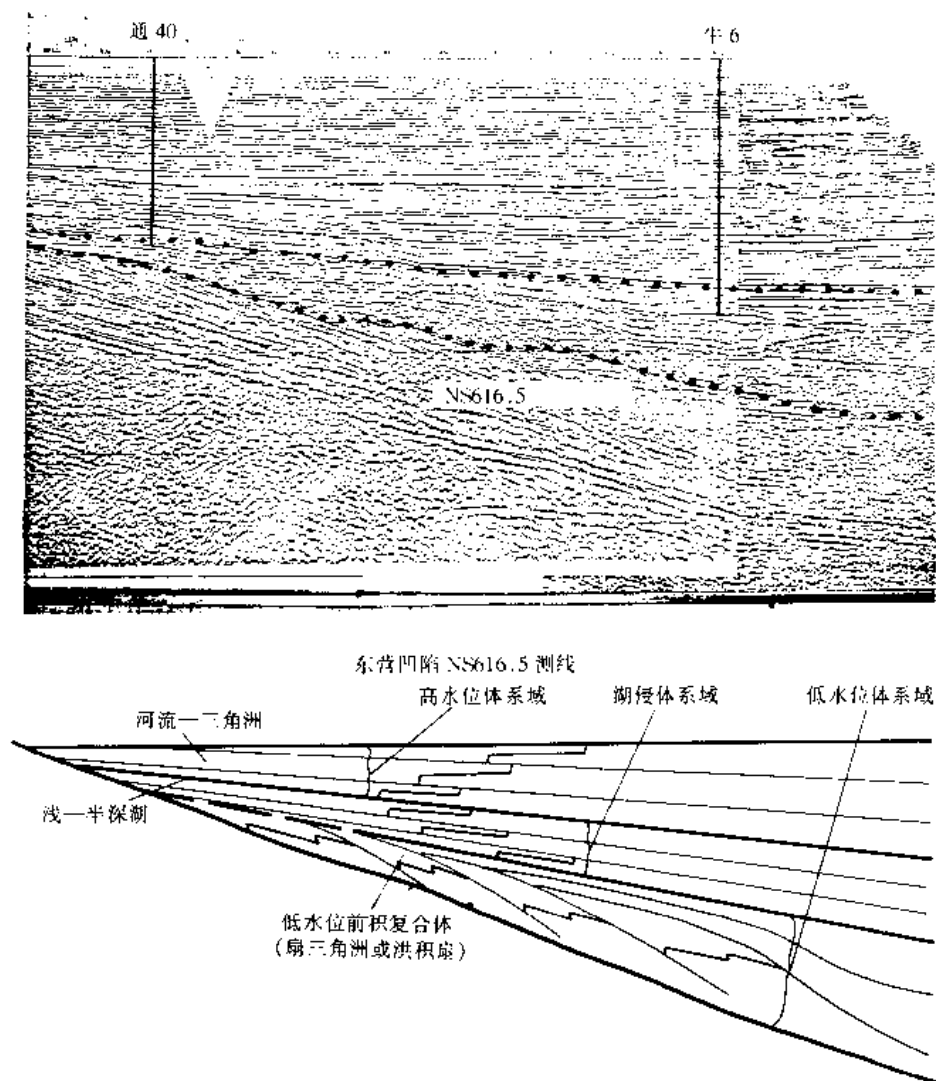 通 40
牛 6
NS616.5
东营凹陷 NS616.5 测线
高水位体系域
湖侵体系域
低水位体系域
河流—三角洲
浅—半深湖
低水位前积复合体
(扇三角洲或洪积扇)